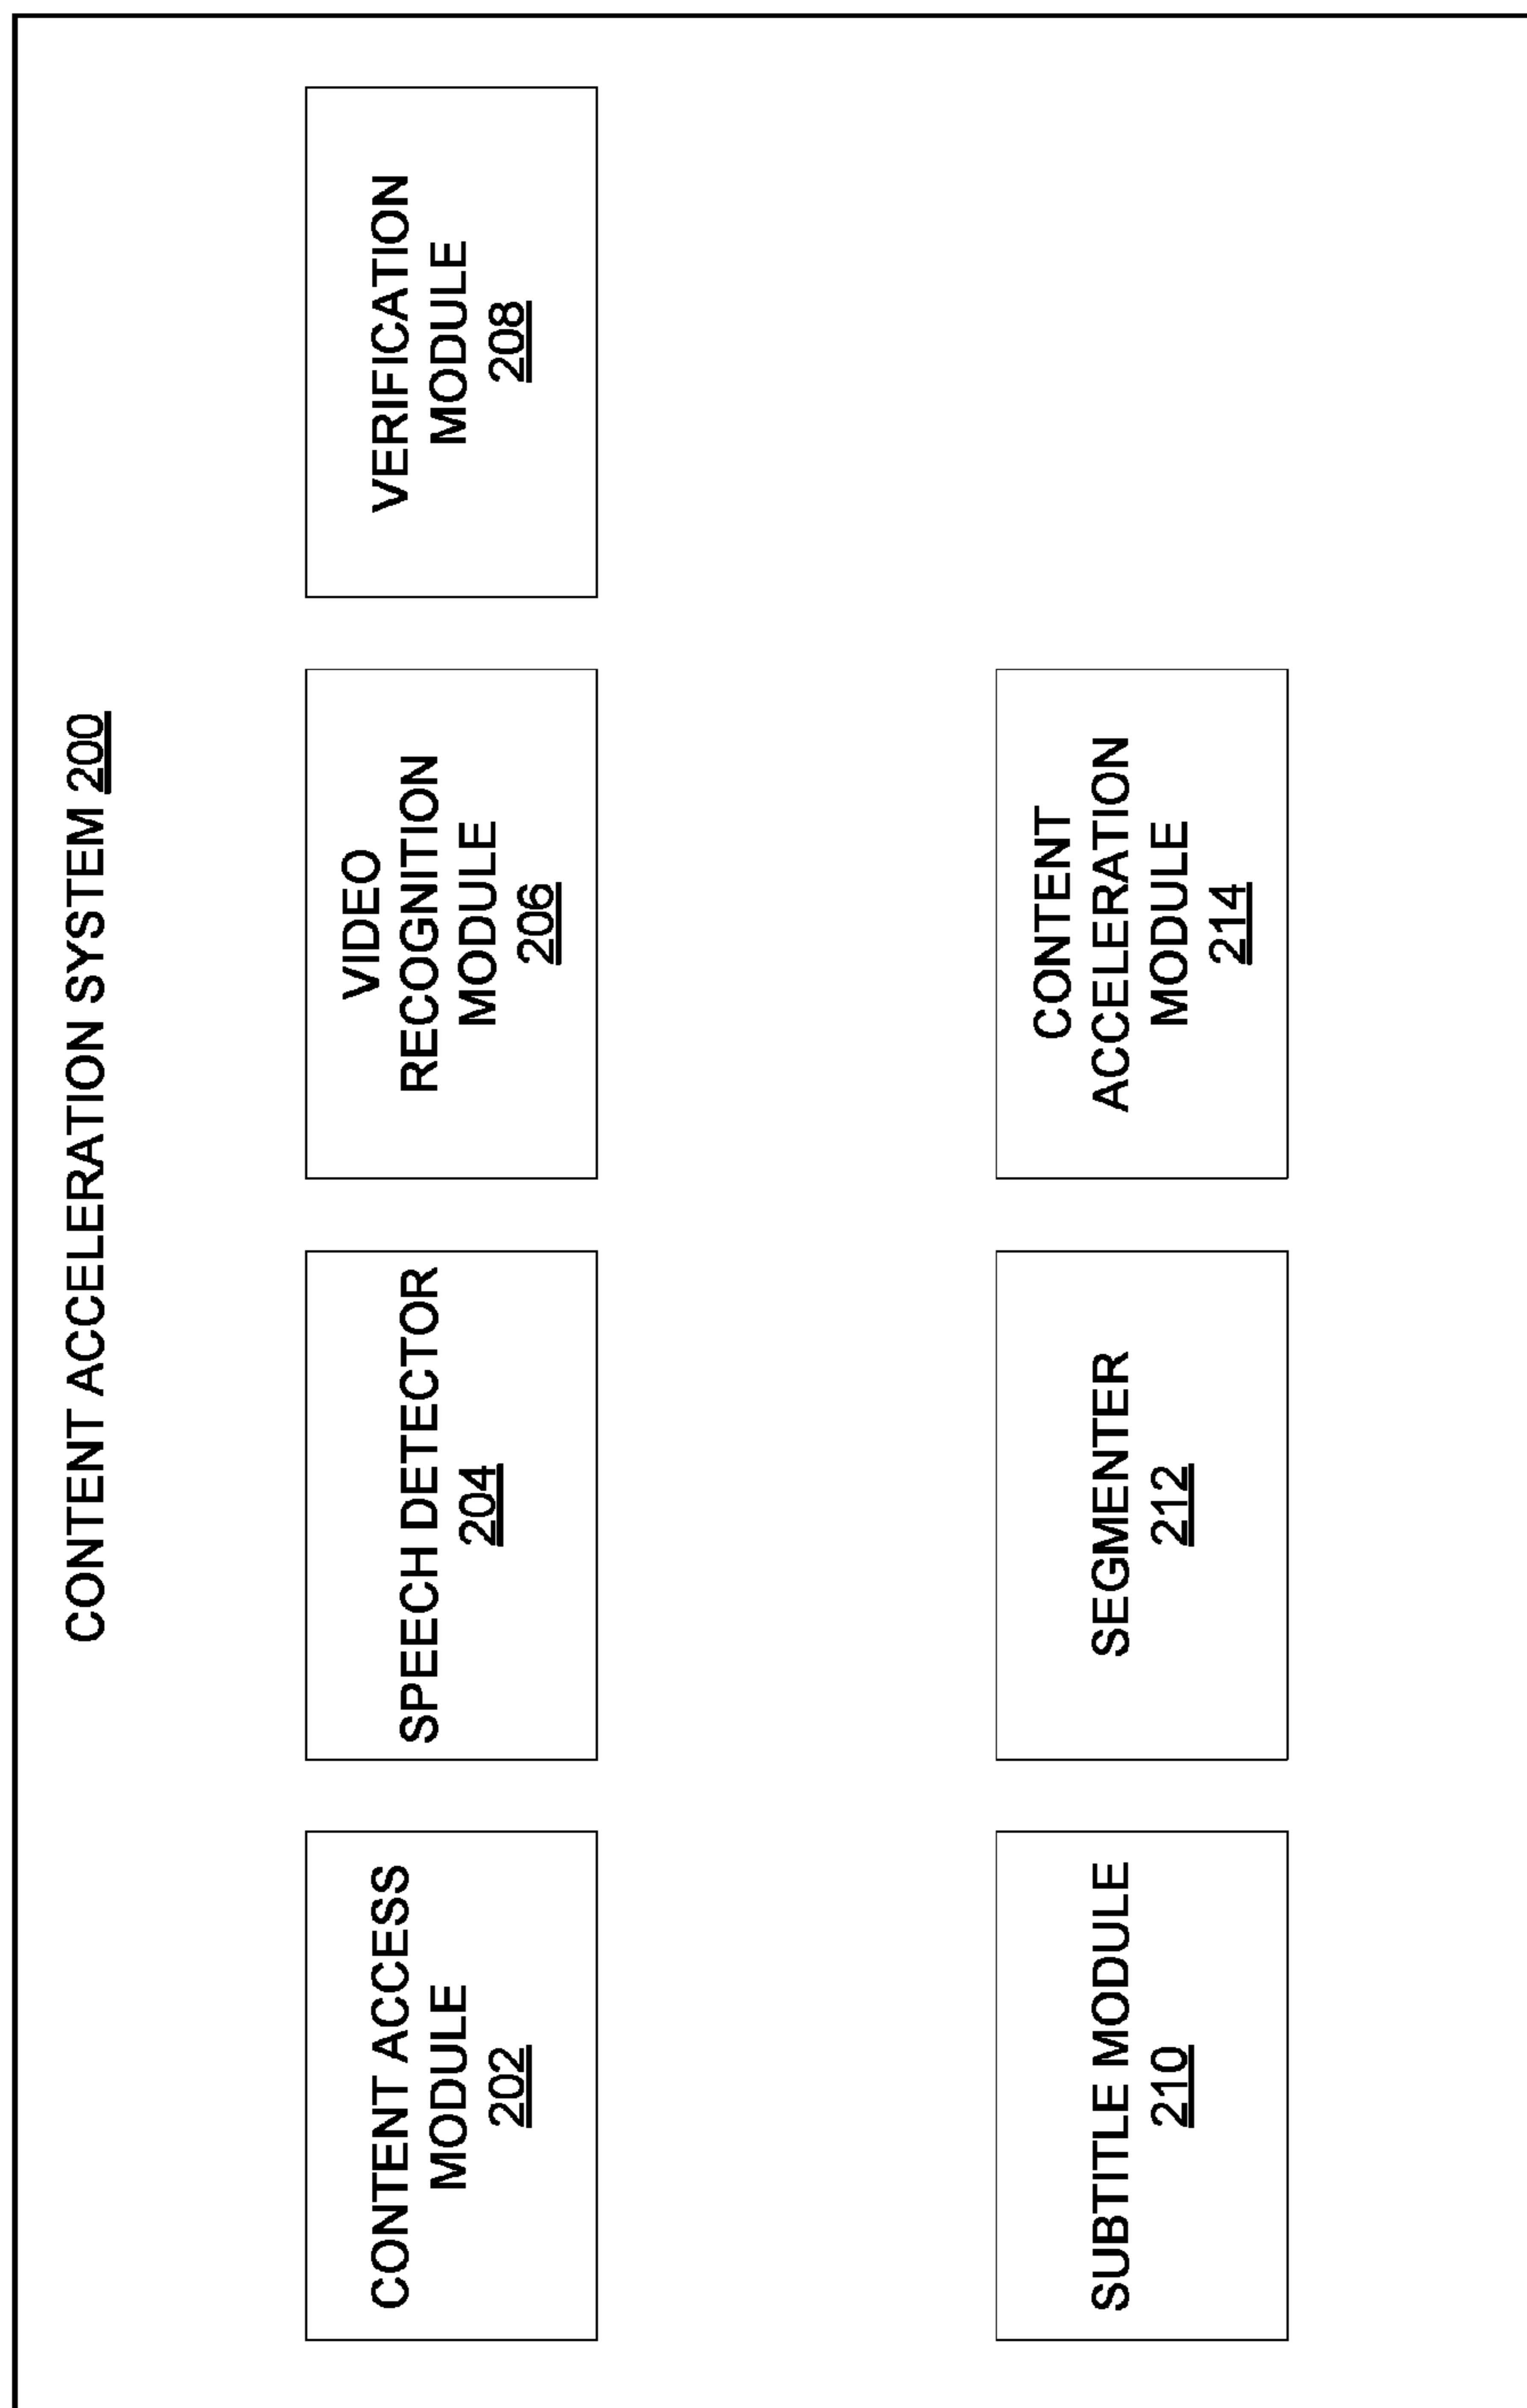 CONTENT ACCELERATION SYSTEM 200
CONTENT ACCESS
MODULE
202
SPEECH DETECTOR
204
VIDEO
RECOGNITION
MODULE
206
VERIFICATION
MODULE
208
SUBTITLE MODULE
210
SEGMENTER
212
CONTENT
ACCELERATION
MODULE
214